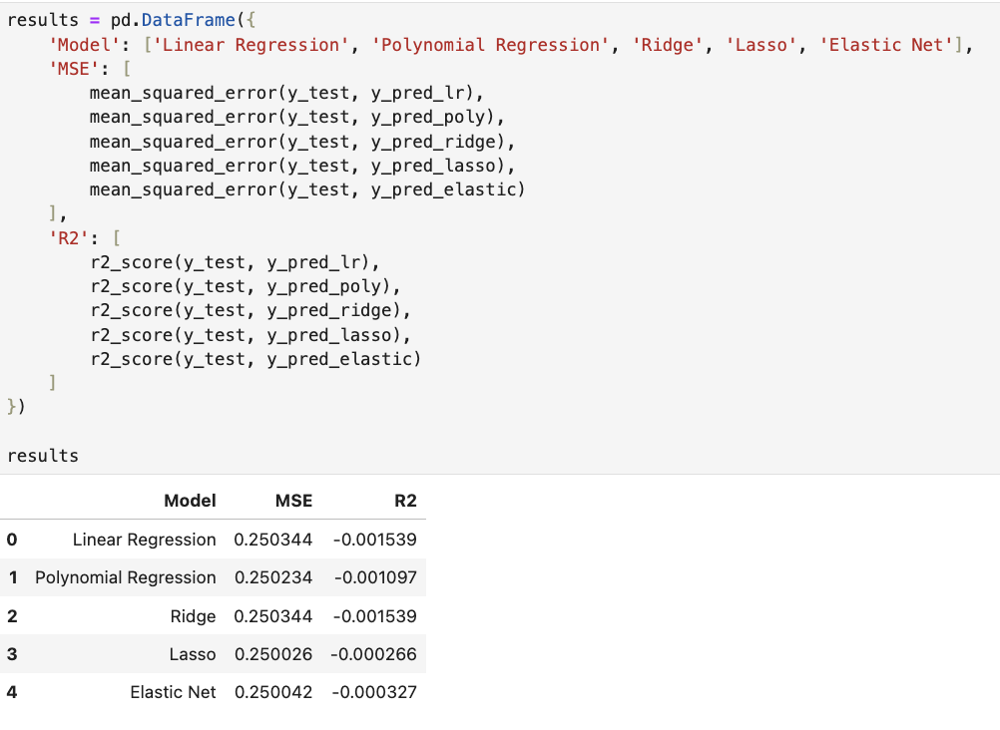 results = pd.DataFrame({
    'Model': ['Linear Regression', 'Polynomial Regression', 'Ridge', 'Lasso', 'Elastic Net'],
    'MSE': [
        mean_squared_error(y_test, y_pred_lr),
        mean_squared_error(y_test, y_pred_poly),
        mean_squared_error(y_test, y_pred_ridge),
        mean_squared_error(y_test, y_pred_lasso),
        mean_squared_error(y_test, y_pred_elastic)
    ],
    'R2': [
        r2_score(y_test, y_pred_lr),
        r2_score(y_test, y_pred_poly),
        r2_score(y_test, y_pred_ridge),
        r2_score(y_test, y_pred_lasso),
        r2_score(y_test, y_pred_elastic)
    ]
})
results
Model MSE R2
0 Linear Regression 0.250344 -0.001539
1 Polynomial Regression 0.250234 -0.001097
2 Ridge 0.250344 -0.001539
3 Lasso 0.250026 -0.000266
4 Elastic Net 0.250042 -0.000327